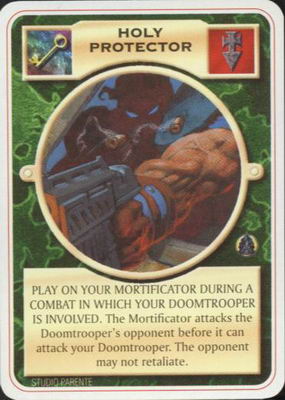 HOLY
PROTECTOR
PLAY ON YOUR MORTIFICATOR DURING A
COMBAT IN WHICH YOUR DOOMTROOPER
IS INVOLVED. The Mortificator attacks the
Doomtrooper's opponent before it can
attack your Doomtrooper. The opponent
may not retaliate.
STUDIO PARENTE